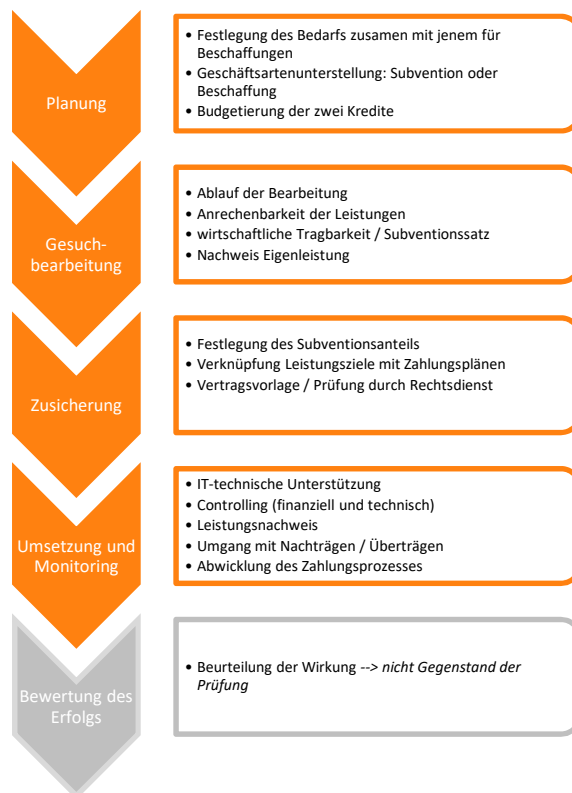 Planung
• Festlegung des Bedarfs zusamen mit jenem für
Beschaffungen
• Geschäftsartenunterstellung: Subvention oder
Beschaffung
• Budgetierung der zwei Kredite
Gesuch-
bearbeitung
• Ablauf der Bearbeitung
• Anrechenbarkeit der Leistungen
• wirtschaftliche Tragbarkeit / Subventionssatz
• Nachweis Eigenleistung
Zusicherung
• Festlegung des Subventionsanteils
• Verknüpfung Leistungsziele mit Zahlungsplänen
• Vertragsvorlage / Prüfung durch Rechtsdienst
Umsetzung und
Monitoring
• IT-technische Unterstützung
• Controlling (finanziell und technisch)
• Leistungsnachweis
• Umgang mit Nachträgen / Überträgen
• Abwicklung des Zahlungsprozesses
Bewertung des
Erfolgs
• Beurteilung der Wirkung --> nicht Gegenstand der
Prüfung